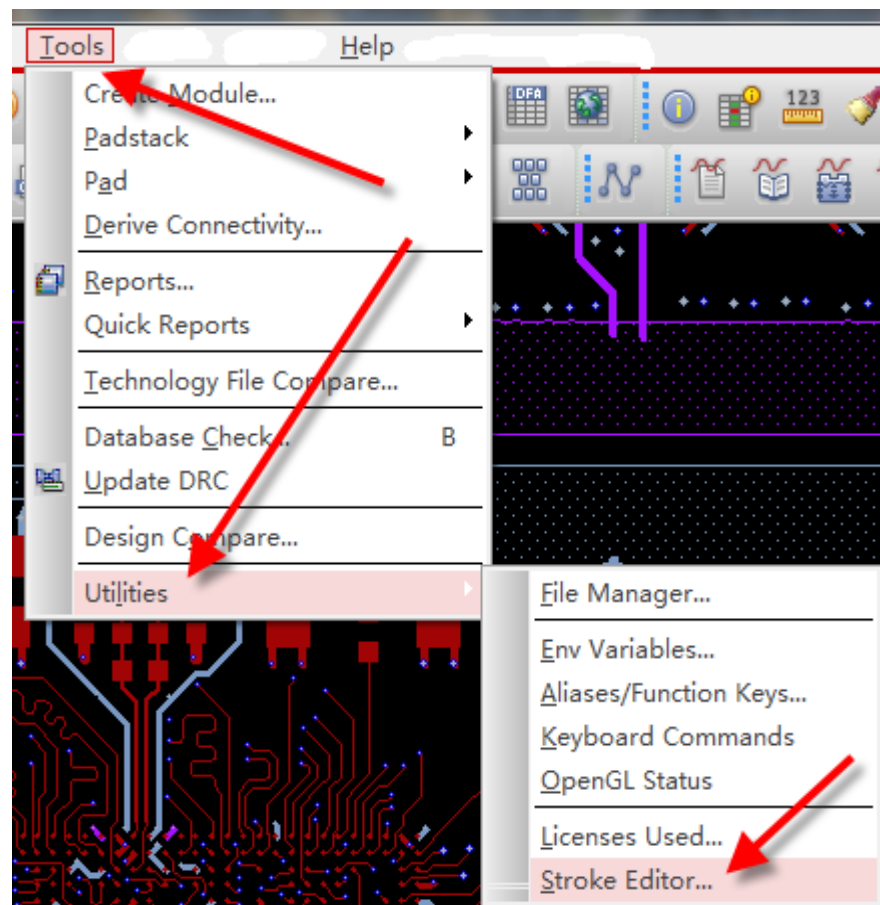 Tools Help
DFA
123
Create Module...
Padstack
Pad
Derive Connectivity...
Reports...
Quick Reports
Technology File Compare...
Database Check... B
Update DRC
Design Compare...
Utilities
File Manager...
Env Variables...
Aliases/Function Keys...
Keyboard Commands
OpenGL Status
Licenses Used...
Stroke Editor...